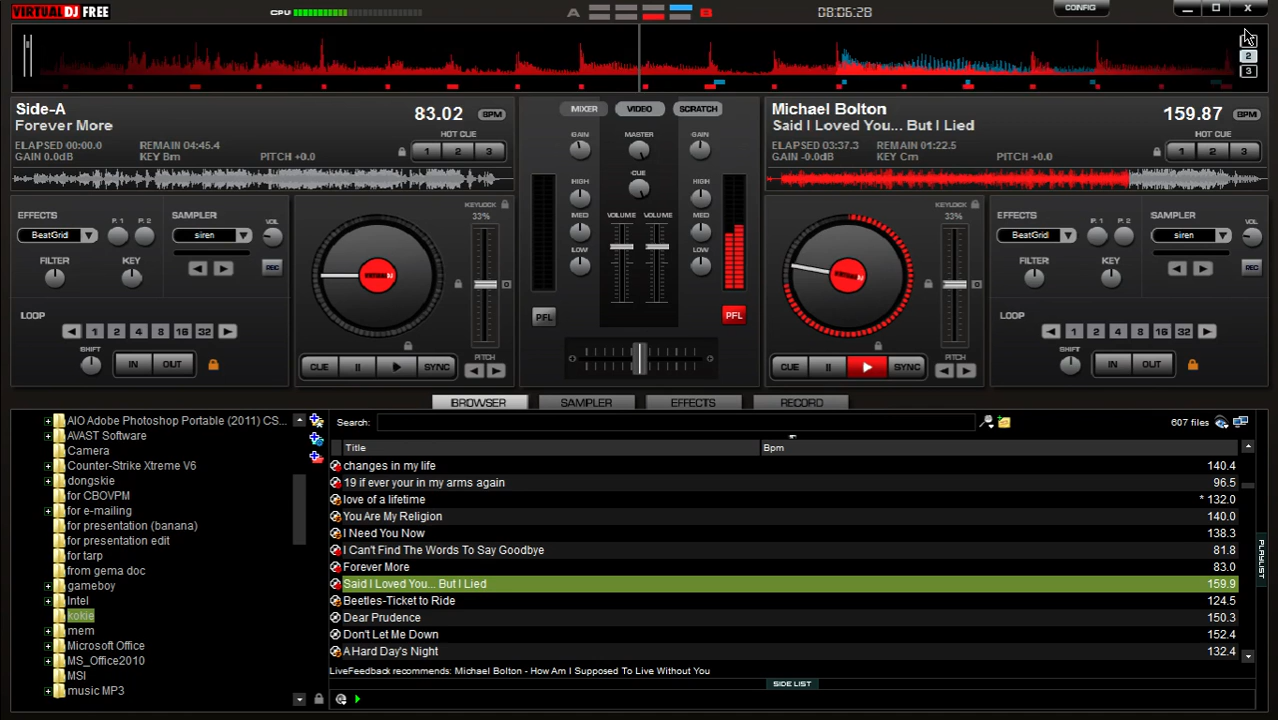 VIRTUAL DJ FREE
CPU
A
B
08:06:28
CONFIG
2
3
Side-A
Forever More
83.02 BPM
HOT CUE
ELAPSED 00:00.0
REMAIN 04:45.4
GAIN 0.0dB
KEY Bm
PITCH +0.0
1 2 3
MIXER VIDEO SCRATCH
GAIN
MASTER
GAIN
CUE
HIGH
MED
LOW
VOLUME VOLUME
HIGH
MED
LOW
PFL
PFL
Michael Bolton
Said I Loved You... But I Lied
159.87 BPM
HOT CUE
ELAPSED 03:37.3
REMAIN 01:22.5
GAIN -0.0dB
KEY Cm
PITCH +0.0
1 2 3
EFFECTS
P. 1 P. 2
BeatGrid
FILTER
KEY
SAMPLER
VOL
siren
REC
LOOP
1 2 4 8 16 32
SHIFT
IN OUT
KEYLOCK
33%
0
CUE
SYNC
PITCH
KEYLOCK
33%
0
CUE
SYNC
PITCH
EFFECTS
P. 1 P. 2
BeatGrid
FILTER
KEY
SAMPLER
VOL
siren
REC
LOOP
1 2 4 8 16 32
SHIFT
IN OUT
BROWSER SAMPLER EFFECTS RECORD
AIO Adobe Photoshop Portable (2011) CS...
AVAST Software
Camera
Counter-Strike Xtreme V6
dongskie
for CBOVPM
for e-mailing
for presentation (banana)
for presentation edit
for tarp
from gema doc
gameboy
Intel
kokie
mem
Microsoft Office
MS_Office2010
MSI
music MP3
Search:
607 files
Title Bpm
changes in my life 140.4
19 if ever your in my arms again 96.5
love of a lifetime * 132.0
You Are My Religion 140.0
I Need You Now 138.3
I Can't Find The Words To Say Goodbye 81.8
Forever More 83.0
Said I Loved You... But I Lied 159.9
Beetles-Ticket to Ride 124.5
Dear Prudence 150.3
Don't Let Me Down 152.4
A Hard Day's Night 132.4
LiveFeedback recommends: Michael Bolton - How Am I Supposed To Live Without You
SIDE LIST
PLAYLIST